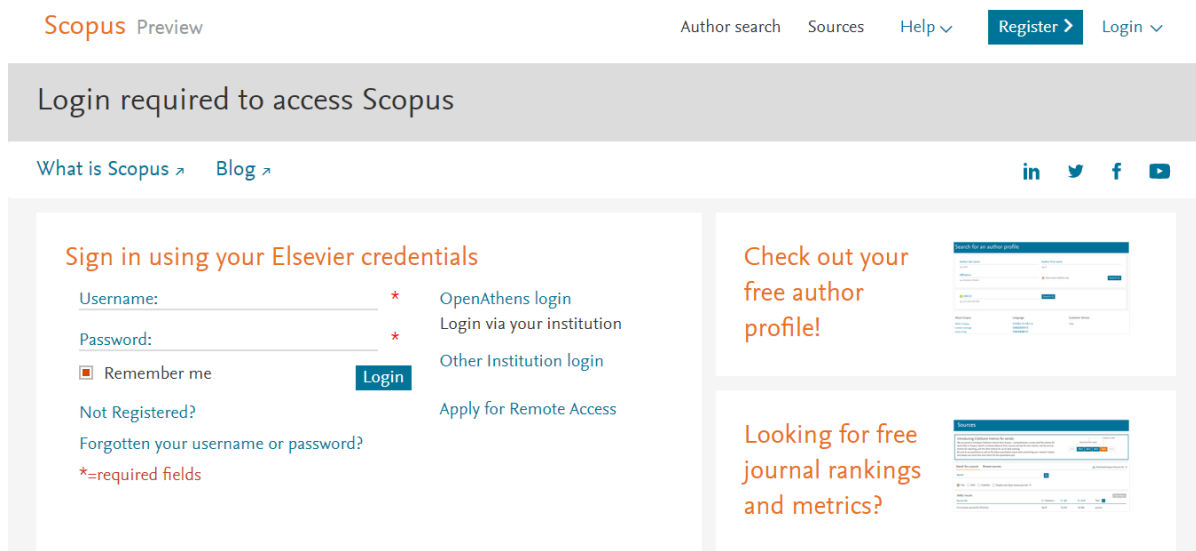 Scopus Preview
Author search Sources Help Register Login
Login required to access Scopus
What is Scopus Blog
in
Sign in using your Elsevier credentials
Username: *
Password: *
Remember me
Login
Not Registered?
Forgotten your username or password?
*=required fields
OpenAthens login
Login via your institution
Other Institution login
Apply for Remote Access
Check out your
free author
profile!
Search for an author profile
Looking for free
journal rankings
and metrics?
Sources